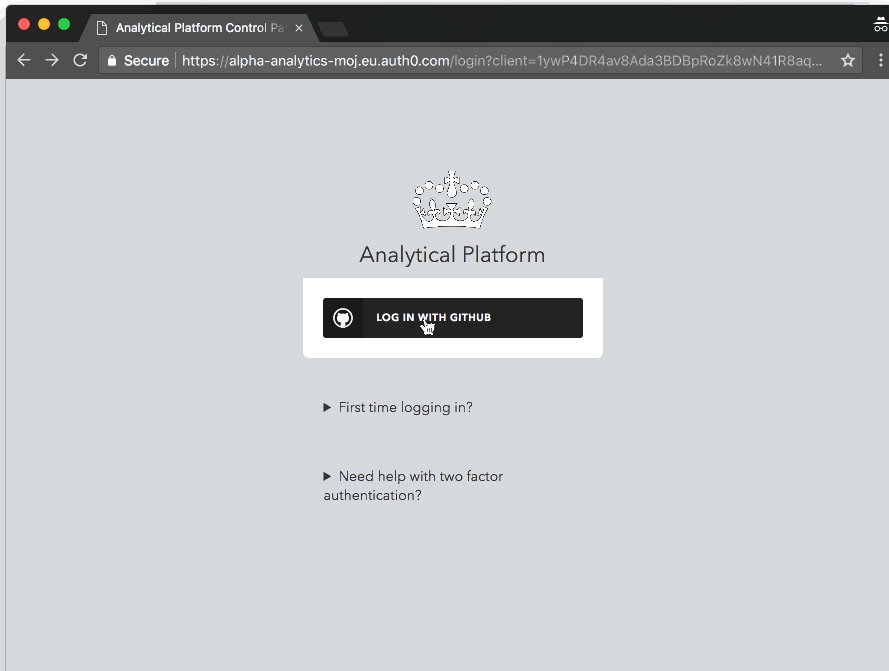 Analytical Platform Control Pa
Secure
https://alpha-analytics-moj.eu.auth0.com/login?client=1ywP4DR4av8Ada3BDBpRoZk8wN41R8aq...
Analytical Platform
LOG IN WITH GITHUB
First time logging in?
Need help with two factor
authentication?